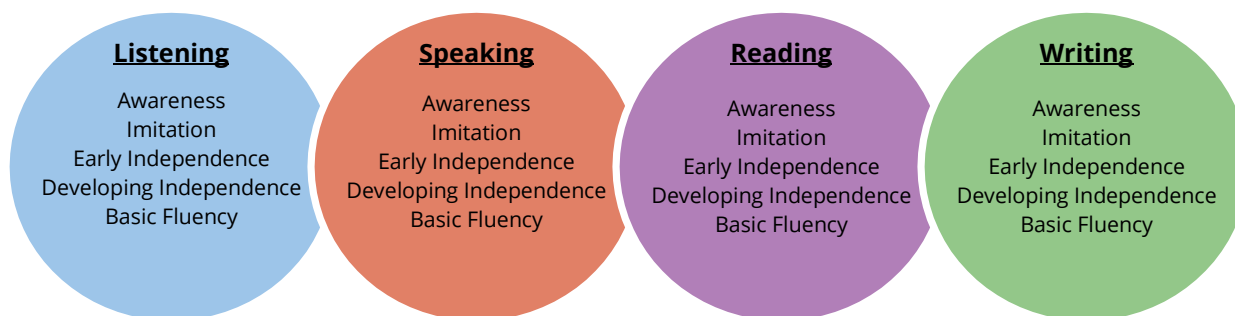 Listening
Awareness
Imitation
Early Independence
Developing Independence
Basic Fluency
Speaking
Awareness
Imitation
Early Independence
Developing Independence
Basic Fluency
Reading
Awareness
Imitation
Early Independence
Developing Independence
Basic Fluency
Writing
Awareness
Imitation
Early Independence
Developing Independence
Basic Fluency